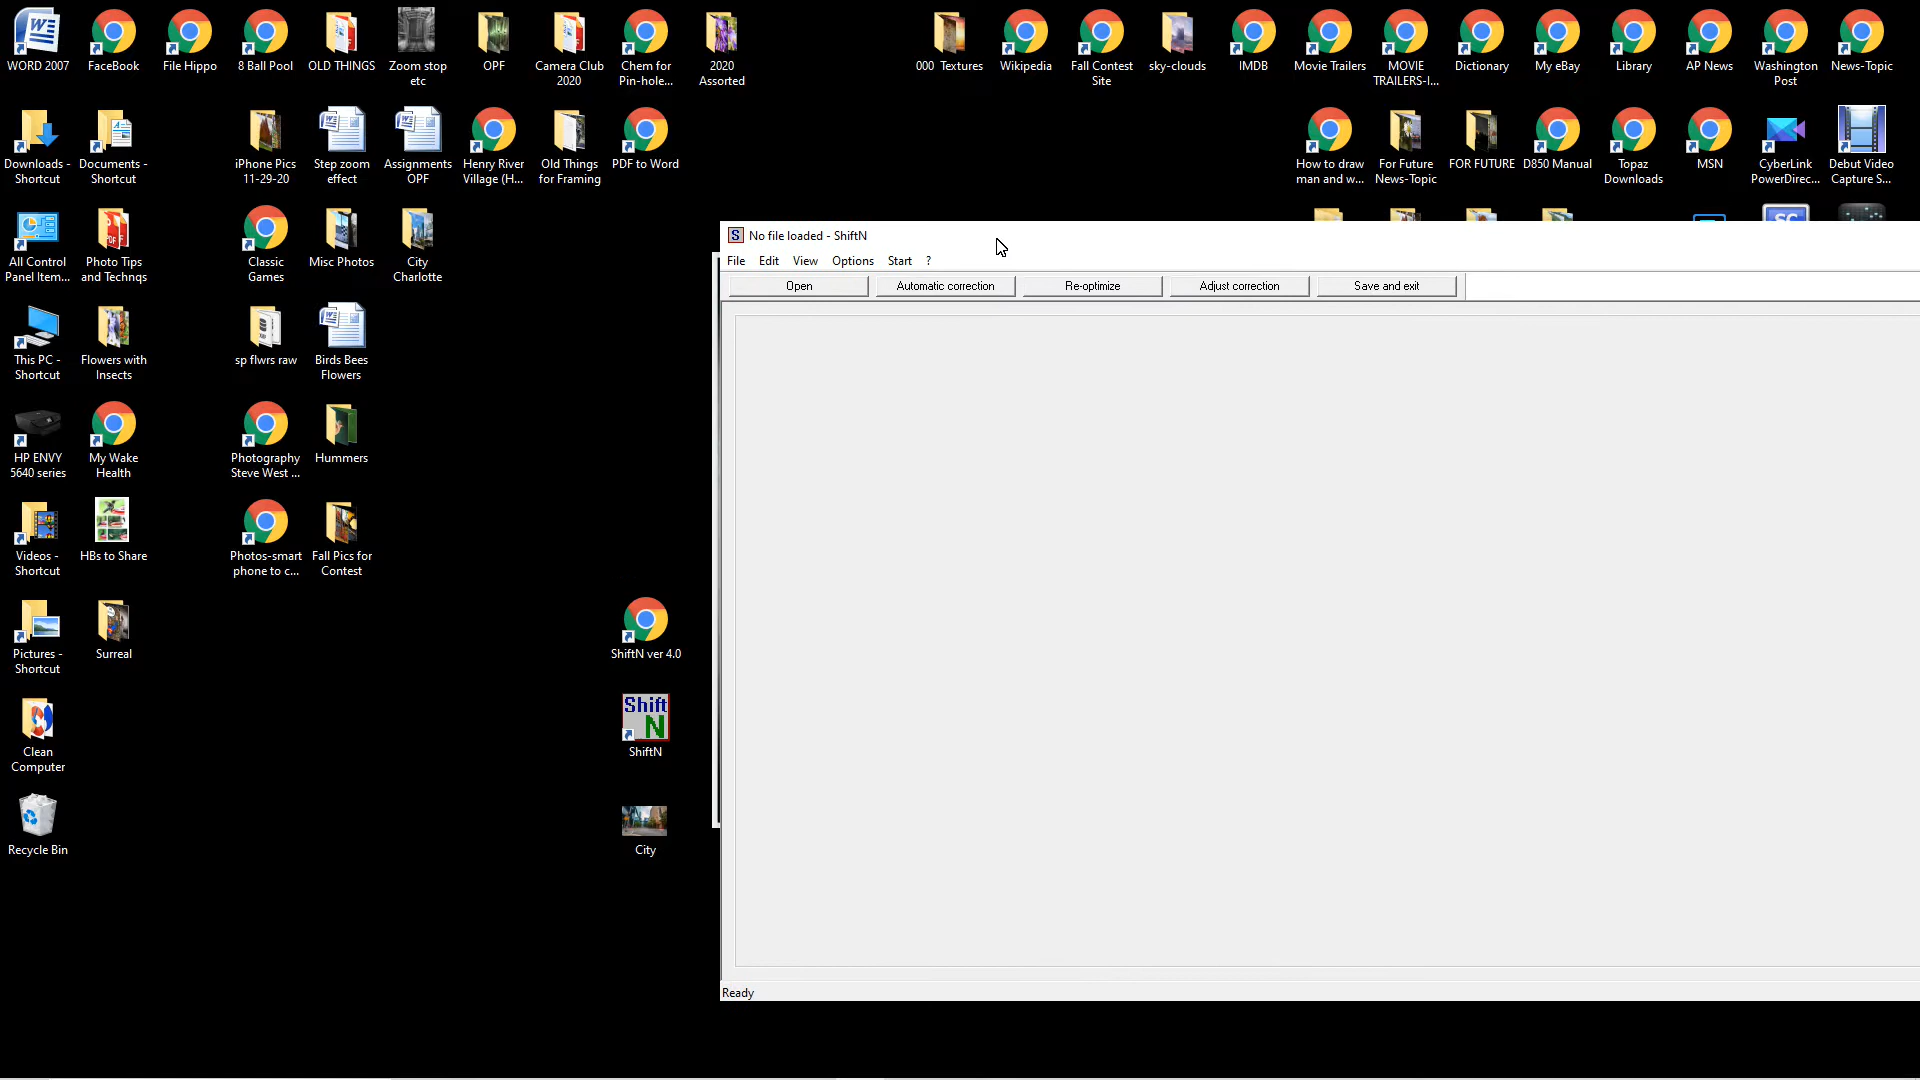 WORD 2007
FaceBook
File Hippo
8 Ball Pool
OLD THINGS
Zoom stop
etc
OPF
Camera Club
2020
Chem for
Pin-hole...
2020
Assorted
000 Textures
Wikipedia
Fall Contest
Site
sky-clouds
IMDB
Movie Trailers
MOVIE
TRAILERS-I...
Dictionary
My eBay
Library
AP News
Washington
Post
News-Topic
Downloads -
Shortcut
Documents -
Shortcut
iPhone Pics
11-29-20
Step zoom
effect
Assignments
OPF
Henry River
Village (H...
Old Things
for Framing
PDF to Word
How to draw
man and w...
For Future
News-Topic
FOR FUTURE
D850 Manual
Topaz
Downloads
MSN
CyberLink
PowerDirec...
Debut Video
Capture S...
All Control
Panel Item...
Photo Tips
and Technqs
Classic
Games
Misc Photos
City
Charlotte
SC
S No file loaded - ShiftN
File Edit View Options Start ?
Open Automatic correction Re-optimize Adjust correction Save and exit
This PC -
Shortcut
Flowers with
Insects
sp flwrs raw
Birds Bees
Flowers
HP ENVY
5640 series
My Wake
Health
Photography
Steve West ...
Hummers
Videos -
Shortcut
HBs to Share
Photos-smart
phone to c...
Fall Pics for
Contest
Pictures -
Shortcut
Surreal
ShiftN ver 4.0
Clean
Computer
Shift
N
ShiftN
Recycle Bin
City
Ready